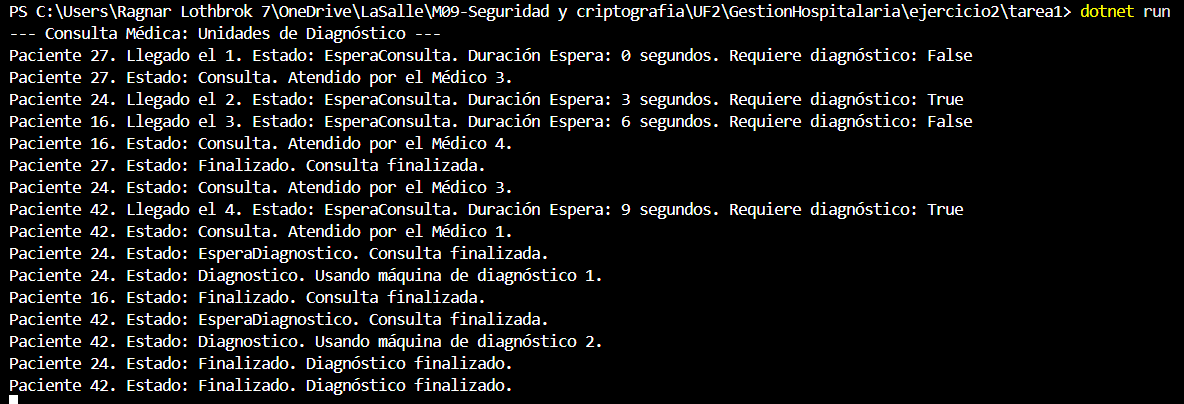 PS C:\Users\Ragnar Lothbrok 7\OneDrive\LaSalle\M09-Seguridad y criptografia\UF2\GestionHospitalaria\ejercicio2\tarea1> dotnet run
--- Consulta Médica: Unidades de Diagnóstico ---
Paciente 27. Llegado el 1. Estado: EsperaConsulta. Duración Espera: 0 segundos. Requiere diagnóstico: False
Paciente 27. Estado: Consulta. Atendido por el Médico 3.
Paciente 24. Llegado el 2. Estado: EsperaConsulta. Duración Espera: 3 segundos. Requiere diagnóstico: True
Paciente 16. Llegado el 3. Estado: EsperaConsulta. Duración Espera: 6 segundos. Requiere diagnóstico: False
Paciente 16. Estado: Consulta. Atendido por el Médico 4.
Paciente 27. Estado: Finalizado. Consulta finalizada.
Paciente 24. Estado: Consulta. Atendido por el Médico 3.
Paciente 42. Llegado el 4. Estado: EsperaConsulta. Duración Espera: 9 segundos. Requiere diagnóstico: True
Paciente 42. Estado: Consulta. Atendido por el Médico 1.
Paciente 24. Estado: EsperaDiagnostico. Consulta finalizada.
Paciente 24. Estado: Diagnostico. Usando máquina de diagnóstico 1.
Paciente 16. Estado: Finalizado. Consulta finalizada.
Paciente 42. Estado: EsperaDiagnostico. Consulta finalizada.
Paciente 42. Estado: Diagnostico. Usando máquina de diagnóstico 2.
Paciente 24. Estado: Finalizado. Diagnóstico finalizado.
Paciente 42. Estado: Finalizado. Diagnóstico finalizado.